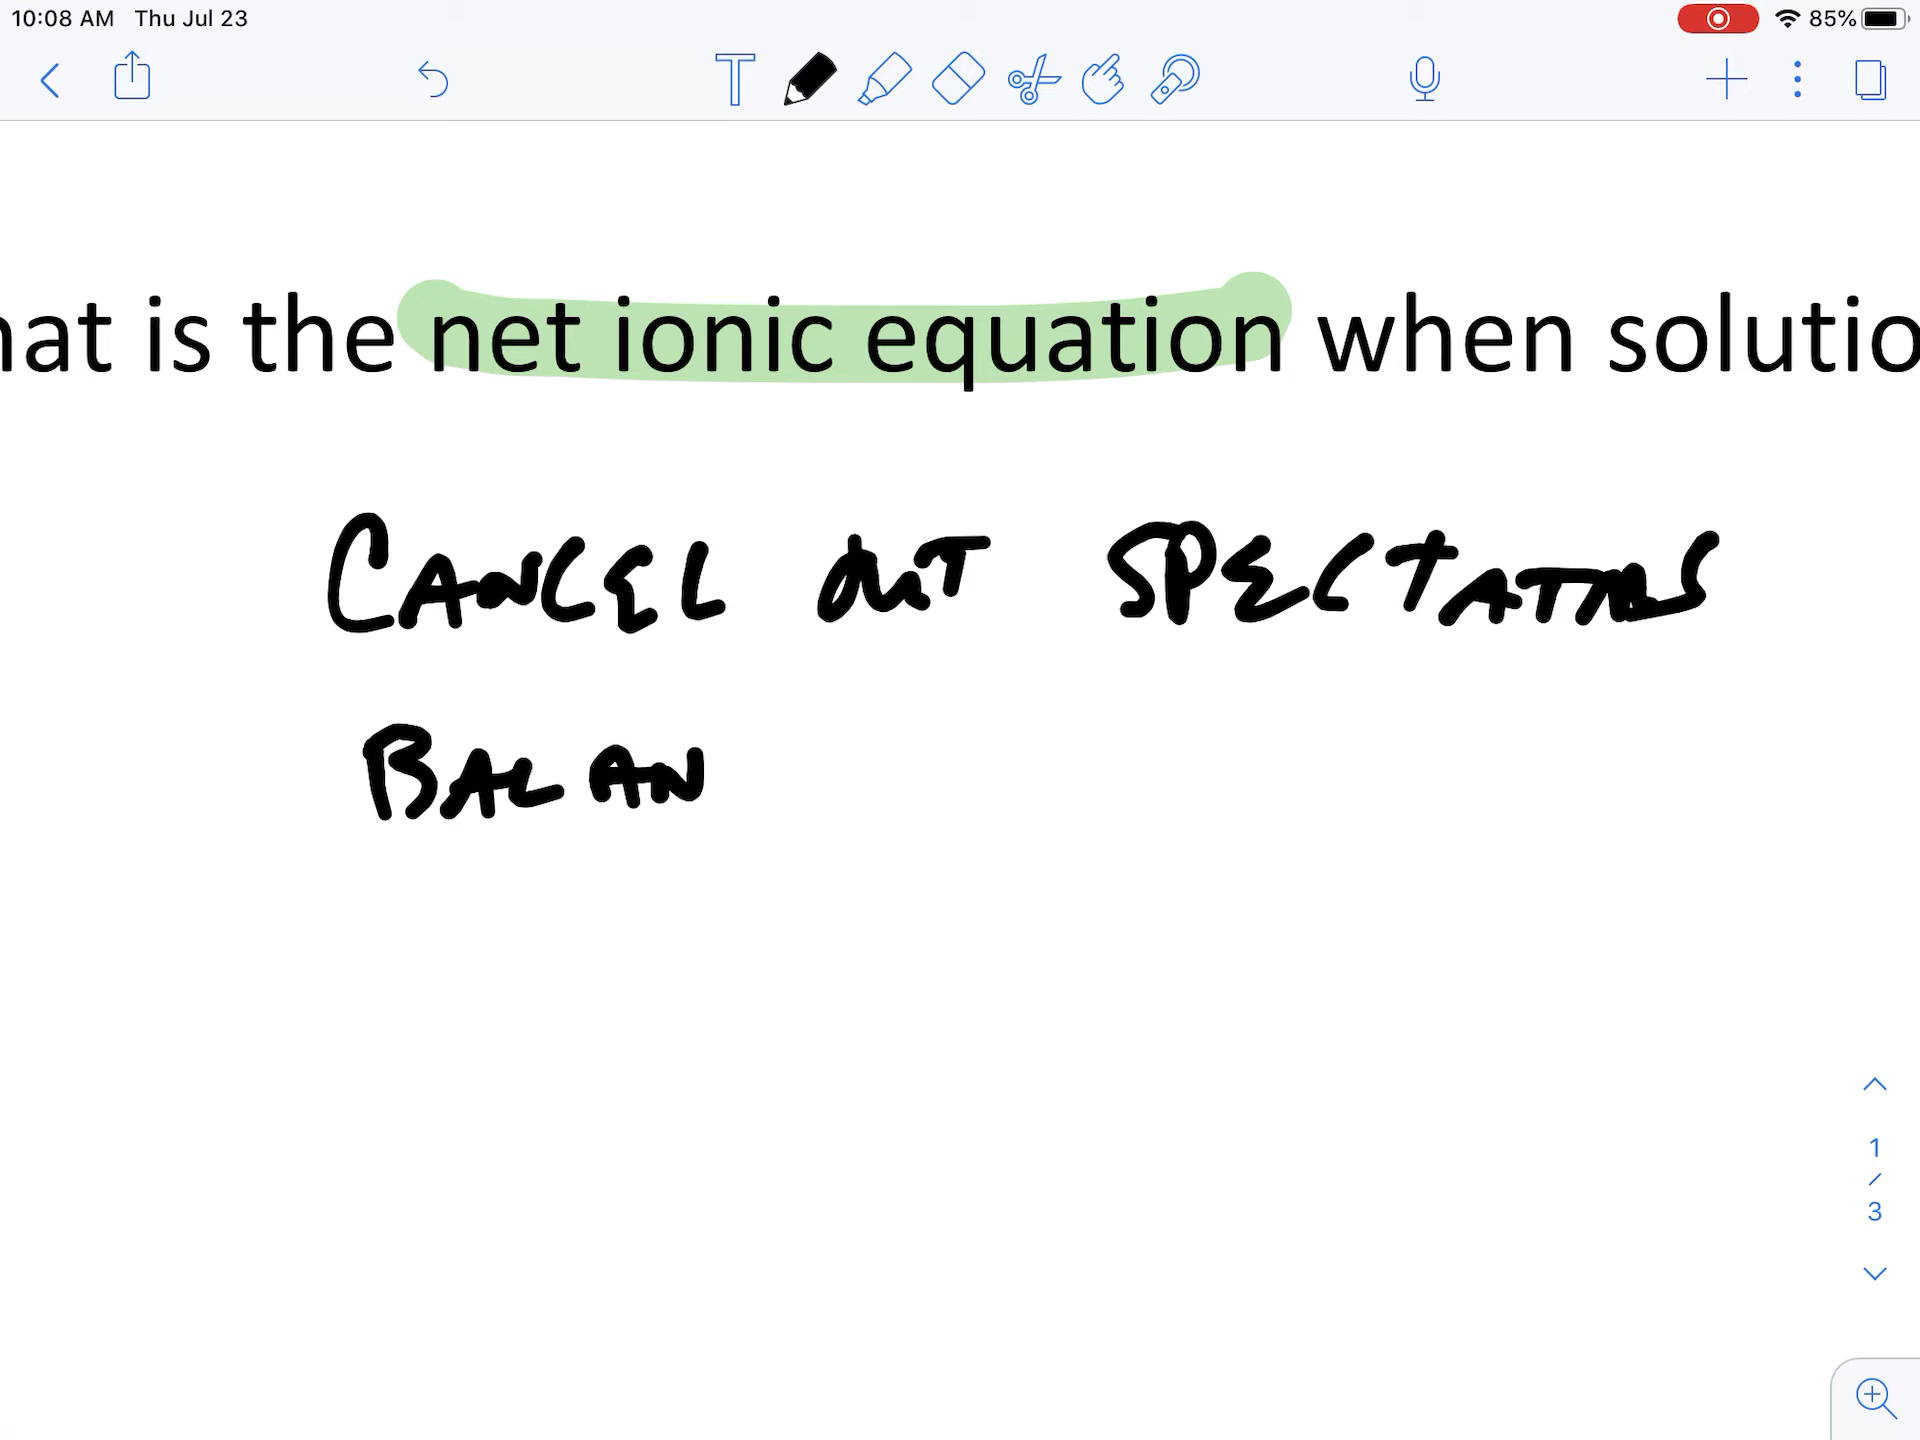 10:08 AM Thu Jul 23 85%
hat is the net ionic equation when solutio
CANCEL OUT SPECTATORS
BALAN
1
/
3